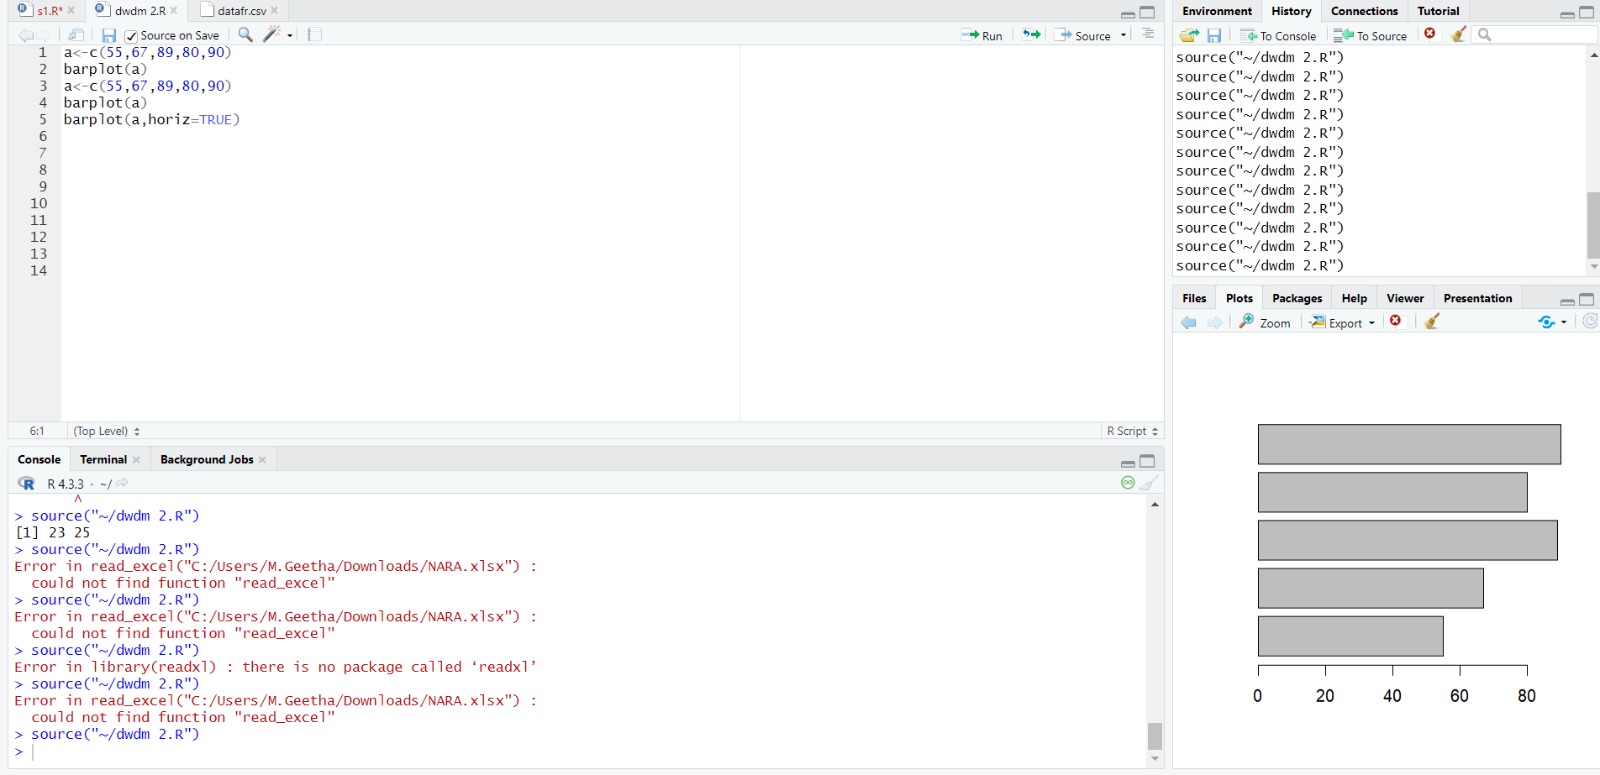 s1.R*
dwdm 2.R
datafr.csv
Source on Save
Run
Source
1 a<-c(55,67,89,80,90)
2 barplot(a)
3 a<-c(55,67,89,80,90)
4 barplot(a)
5 barplot(a,horiz=TRUE)
6
7
8
9
10
11
12
13
14
6:1 (Top Level) R Script
Console Terminal Background Jobs
R 4.3.3 · ~/
^
> source("~/dwdm 2.R")
[1] 23 25
> source("~/dwdm 2.R")
Error in read_excel("C:/Users/M.Geetha/Downloads/NARA.xlsx") :
could not find function "read_excel"
> source("~/dwdm 2.R")
Error in read_excel("C:/Users/M.Geetha/Downloads/NARA.xlsx") :
could not find function "read_excel"
> source("~/dwdm 2.R")
Error in library(readxl) : there is no package called ‘readxl’
> source("~/dwdm 2.R")
Error in read_excel("C:/Users/M.Geetha/Downloads/NARA.xlsx") :
could not find function "read_excel"
> source("~/dwdm 2.R")
>
Environment History Connections Tutorial
To Console To Source
source("~/dwdm 2.R")
source("~/dwdm 2.R")
source("~/dwdm 2.R")
source("~/dwdm 2.R")
source("~/dwdm 2.R")
source("~/dwdm 2.R")
source("~/dwdm 2.R")
source("~/dwdm 2.R")
source("~/dwdm 2.R")
source("~/dwdm 2.R")
source("~/dwdm 2.R")
source("~/dwdm 2.R")
Files Plots Packages Help Viewer Presentation
Zoom Export
0 20 40 60 80